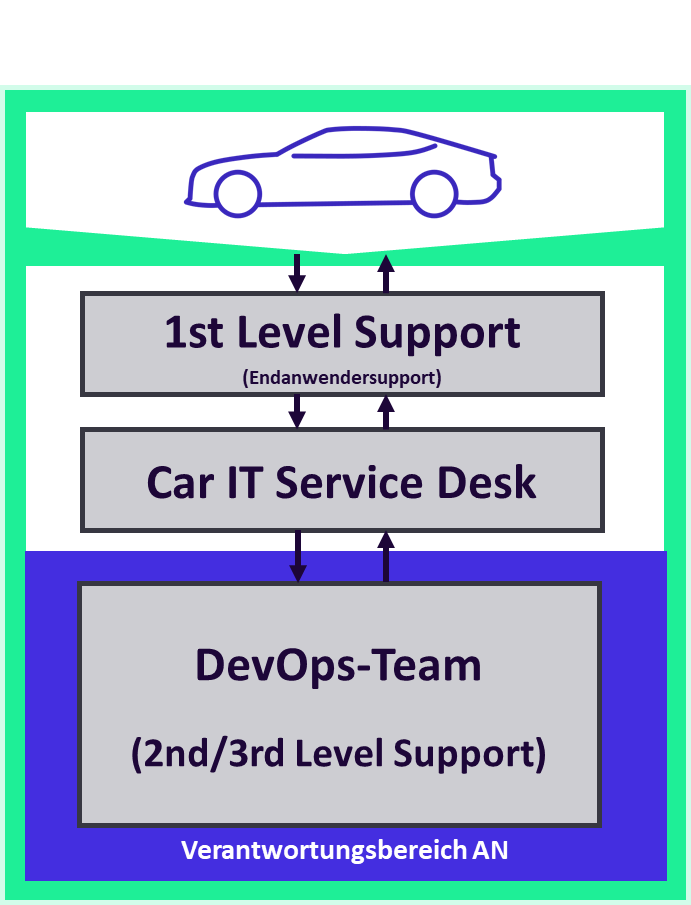 1st Level Support
(Endanwendersupport)
Car IT Service Desk
DevOps-Team
(2nd/3rd Level Support)
Verantwortungsbereich AN